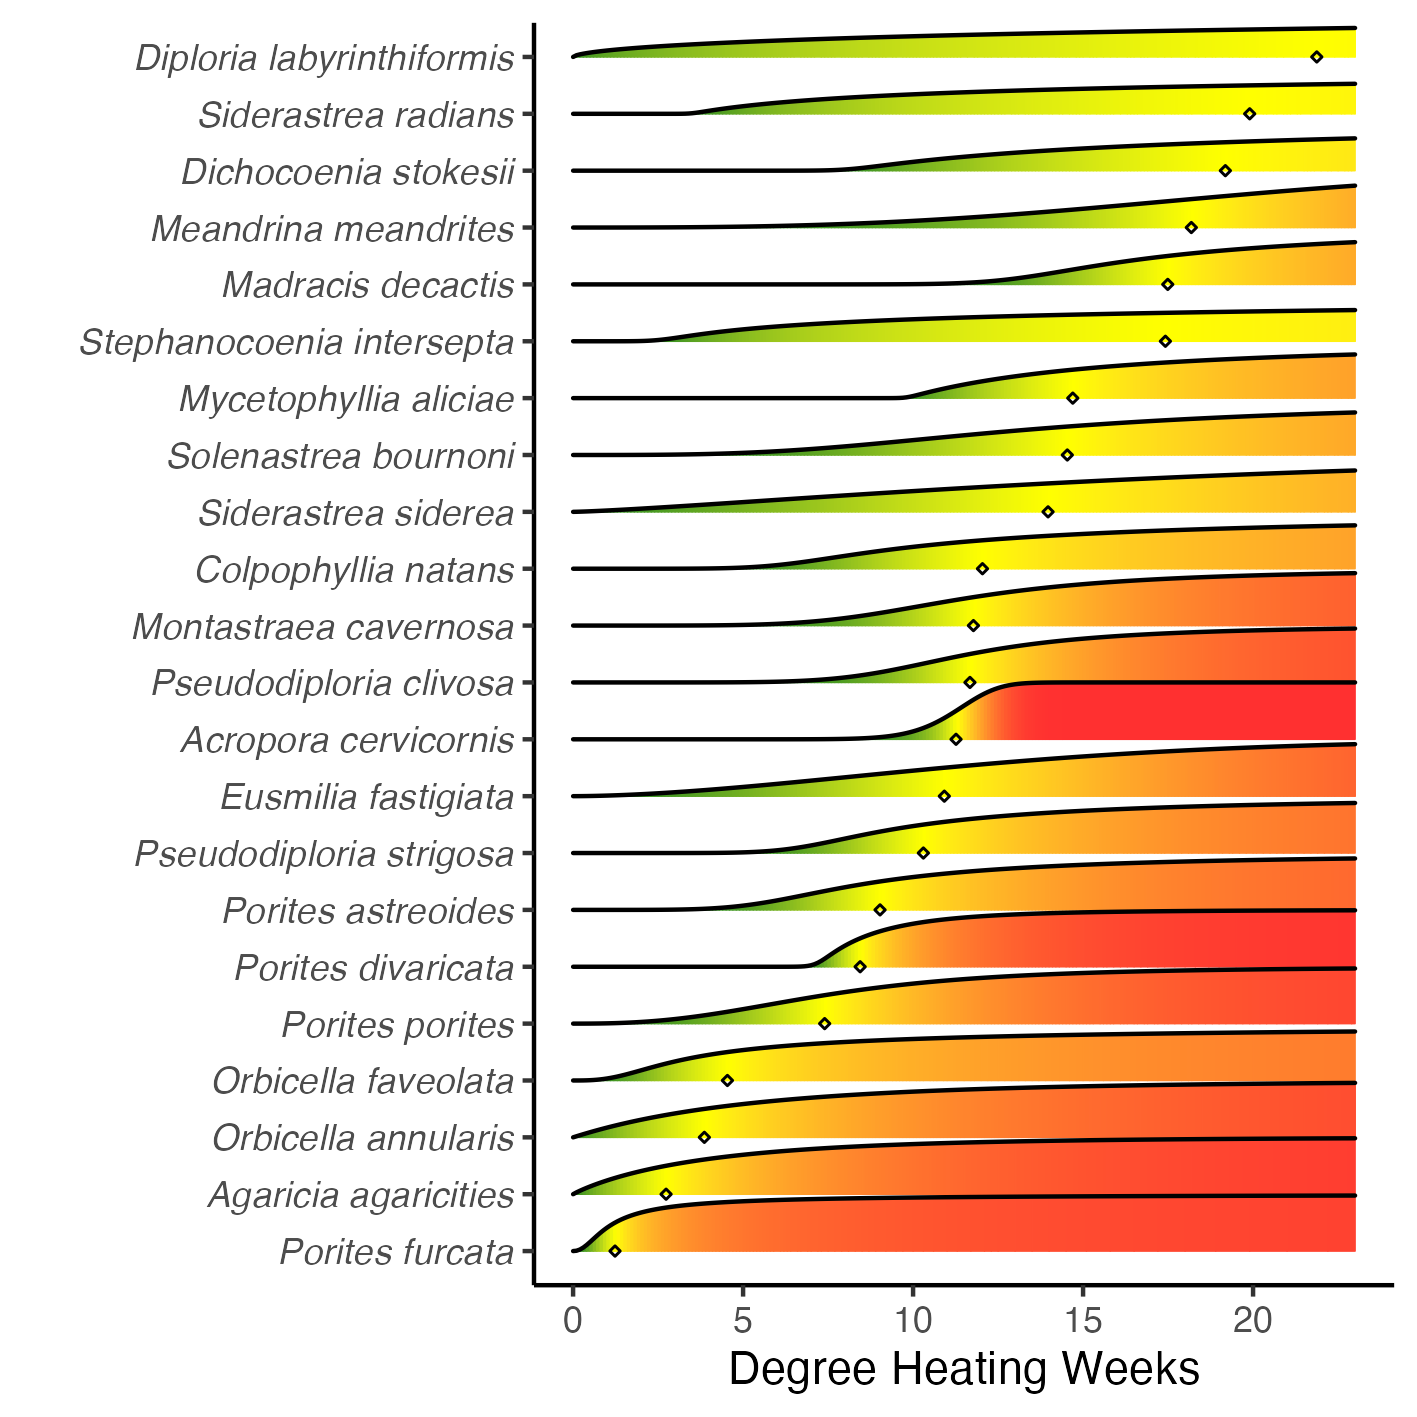 Diploria labyrinthiformis
Siderastrea radians
Dichocoenia stokesii
Meandrina meandrites
Madracis decactis
Stephanocoenia intersepta
Mycetophyllia aliciae
Solenastrea bournoni
Siderastrea siderea
Colpophyllia natans
Montastraea cavernosa
Pseudodiploria clivosa
Acropora cervicornis
Eusmilia fastigiata
Pseudodiploria strigosa
Porites astreoides
Porites divaricata
Porites porites
Orbicella faveolata
Orbicella annularis
Agaricia agaricities
Porites furcata
0 5 10 15 20
Degree Heating Weeks